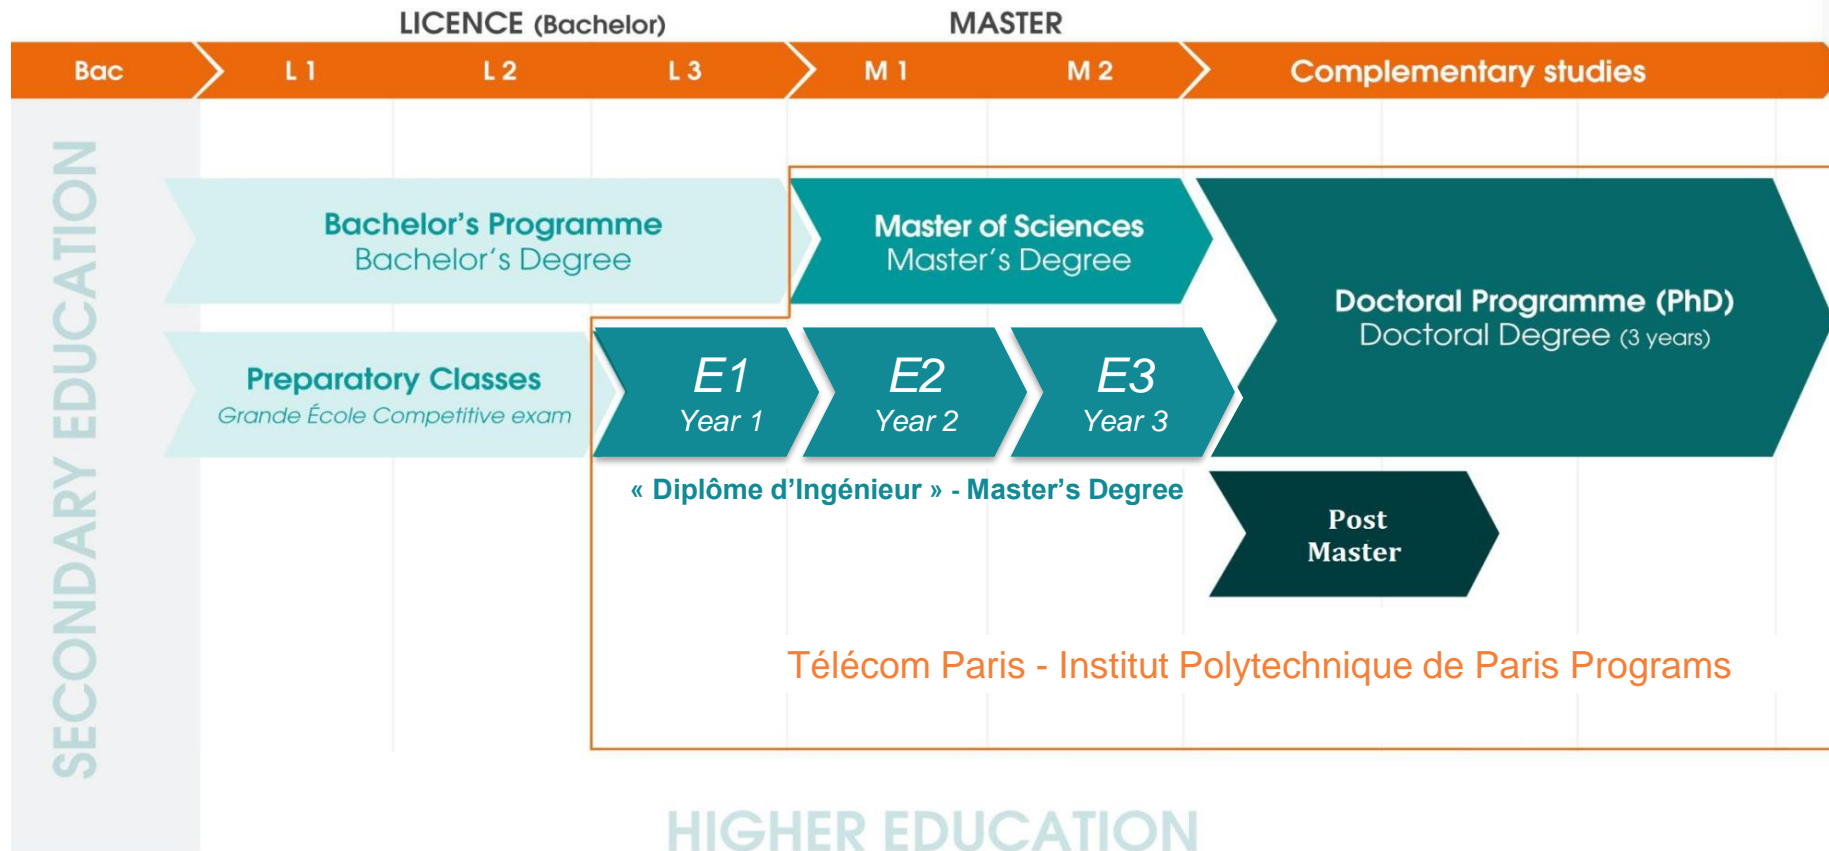 LICENCE (Bachelor)
MASTER
Bac
L 1
L 2
L 3
M 1
M 2
Complementary studies
SECONDARY EDUCATION
Bachelor's Programme
Bachelor's Degree
Master of Sciences
Master's Degree
Doctoral Programme (PhD)
Doctoral Degree (3 years)
Preparatory Classes
Grande École Competitive exam
E1
Year 1
E2
Year 2
E3
Year 3
« Diplôme d'Ingénieur » - Master's Degree
Post
Master
Télécom Paris - Institut Polytechnique de Paris Programs
HIGHER EDUCATION